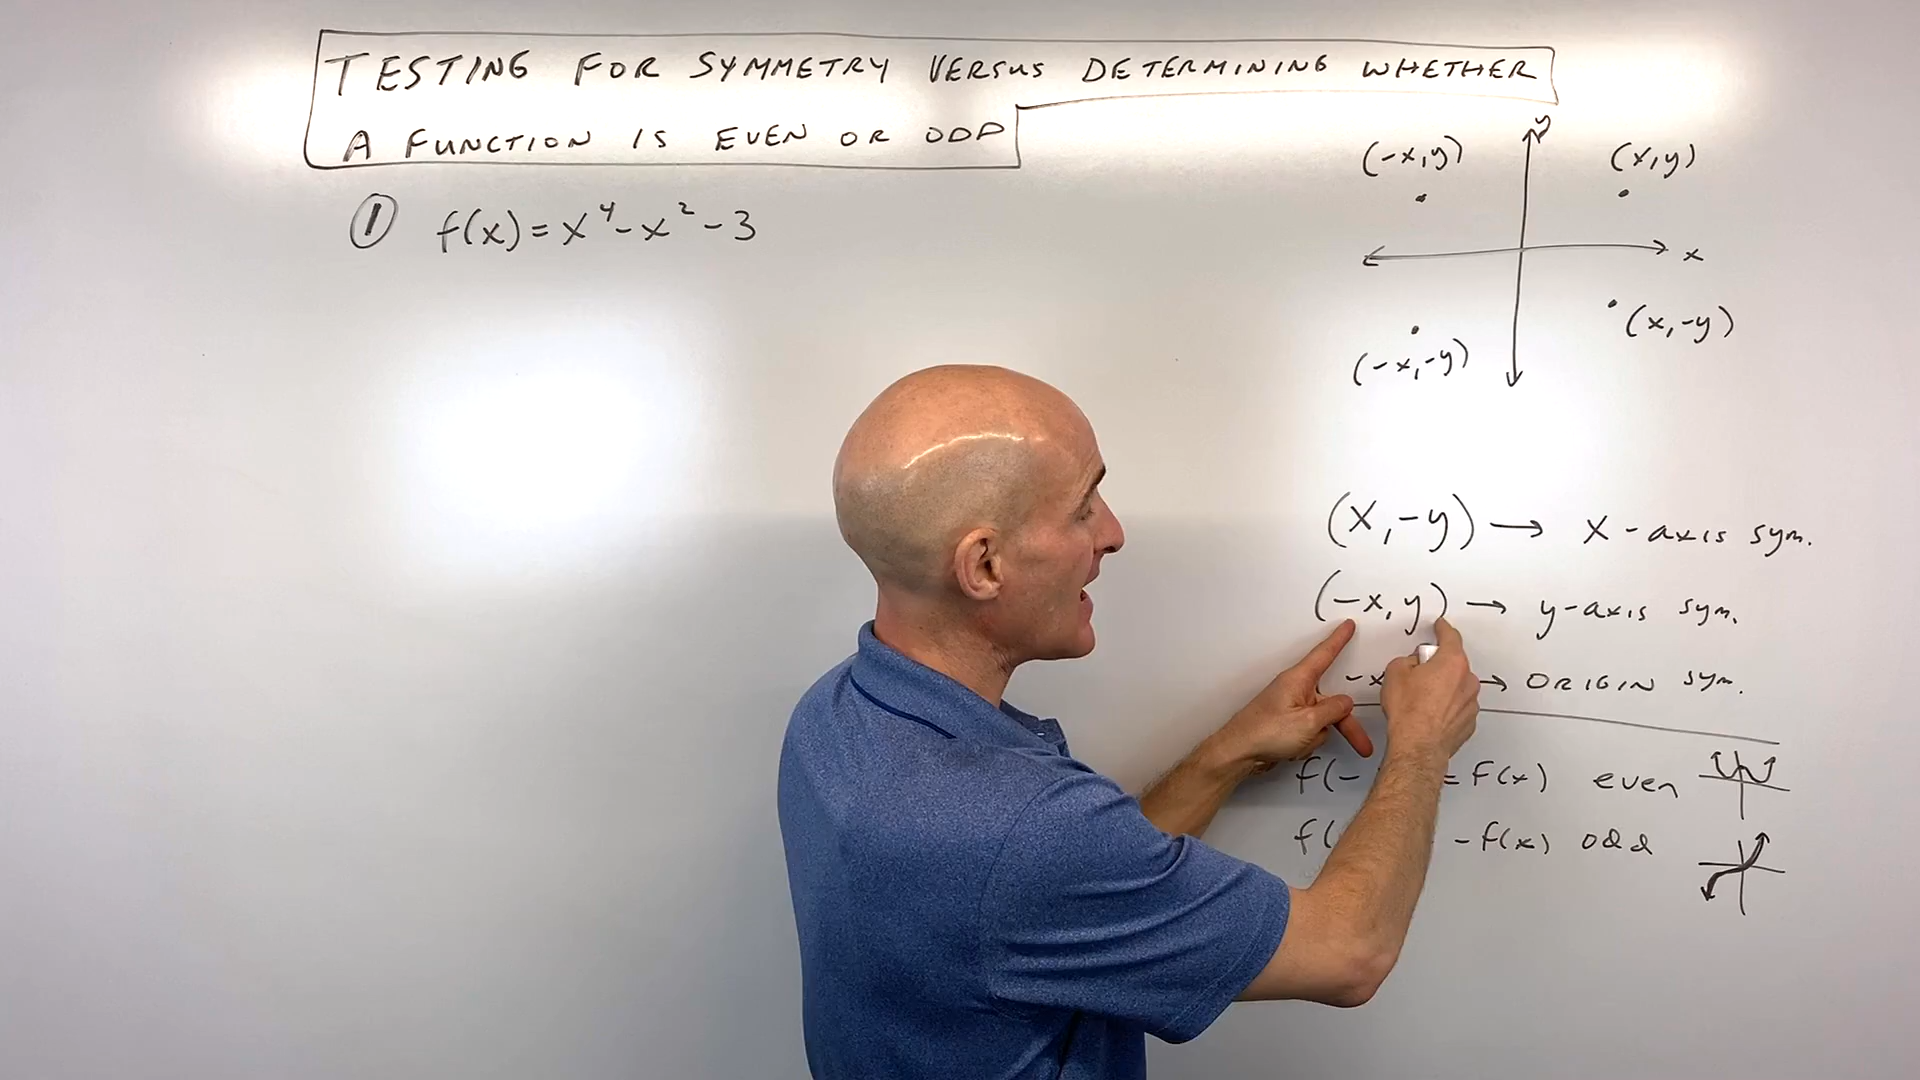 TESTING FOR SYMMETRY VERSUS DETERMINING WHETHER
A FUNCTION IS EVEN OR ODD
① f(x) = x⁴ - x² - 3
y
(-x, y)
(x, y)
x
(x, -y)
(-x, -y)
(x, -y) → x-axis sym.
(-x, y) → y-axis sym.
-x → ORIGIN sym.
f(- = f(x) even
f( -f(x) odd